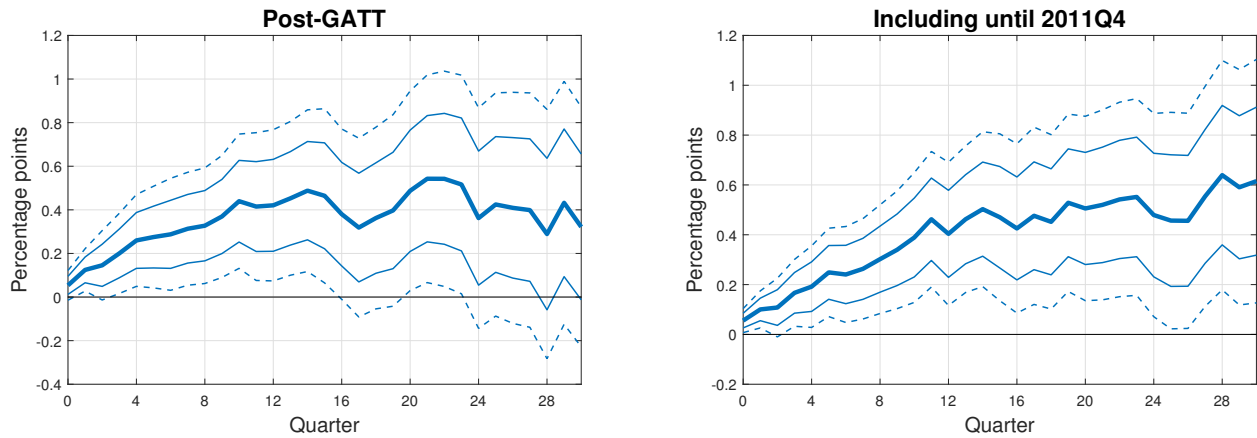 Post-GATT
1.2
1
0.8
0.6
0.4
0.2
0
-0.2
-0.4
Percentage points
0 4 8 12 16 20 24 28
Quarter
Including until 2011Q4
1.2
1
0.8
0.6
0.4
0.2
0
-0.2
Percentage points
0 4 8 12 16 20 24 28
Quarter